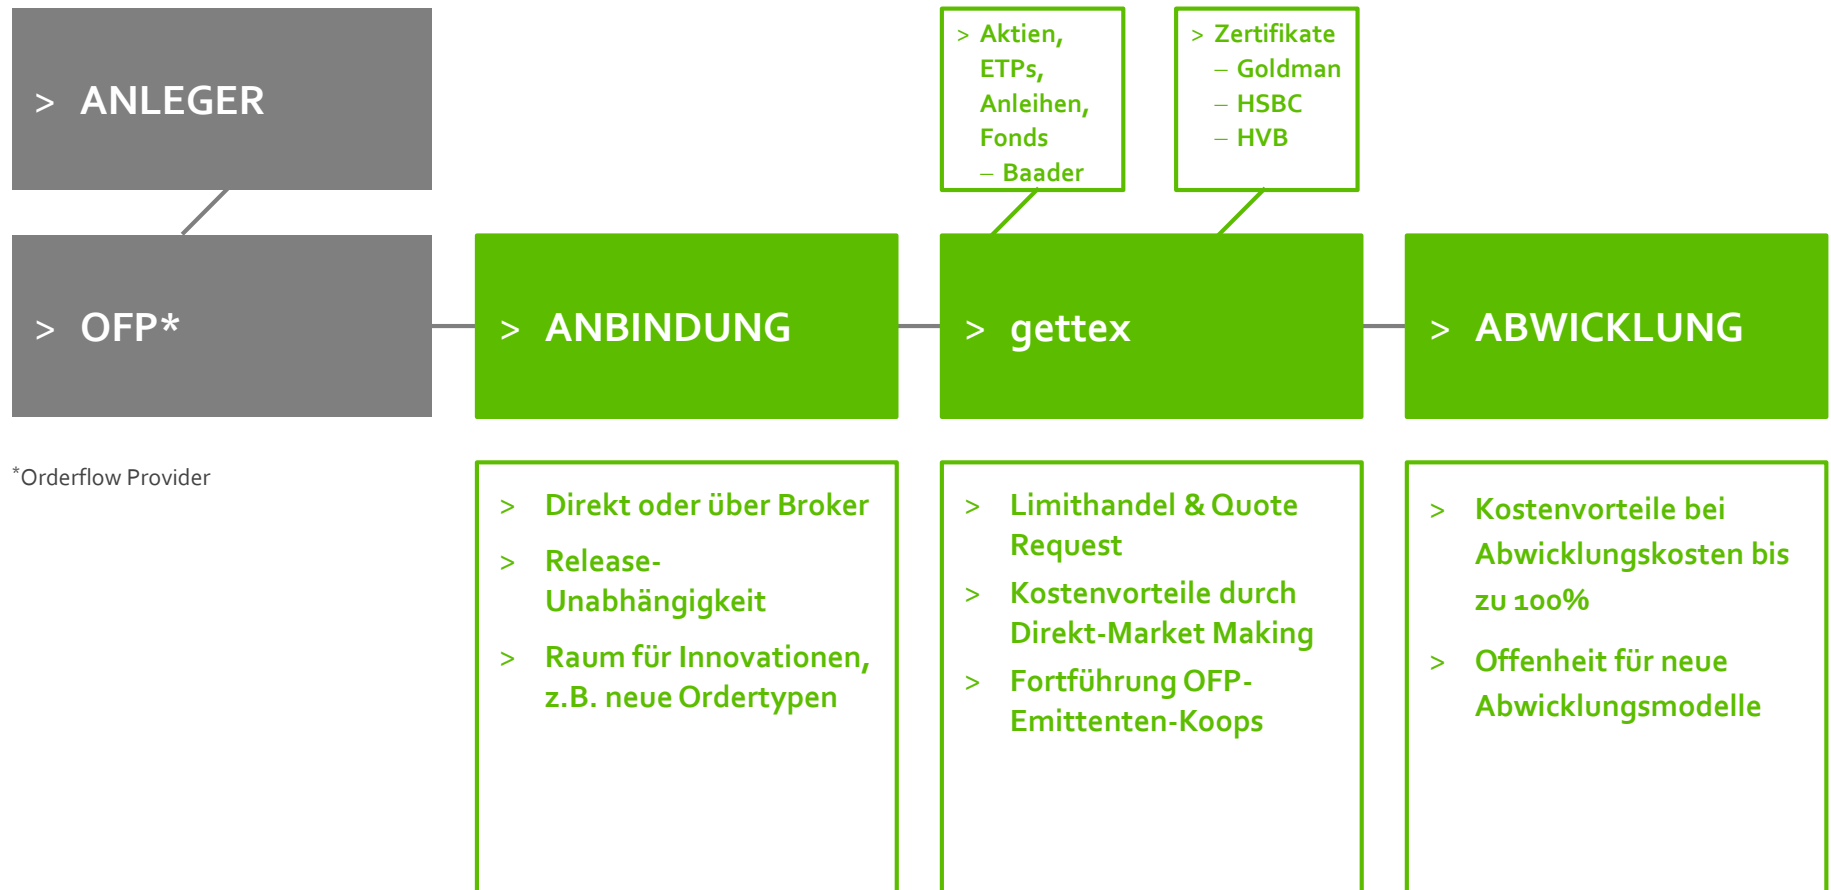 > ANLEGER
> Aktien,
ETPs,
Anleihen,
Fonds
– Baader
> Zertifikate
– Goldman
– HSBC
– HVB
> OFP*
> ANBINDUNG
> gettex
> ABWICKLUNG
*Orderflow Provider
> Direkt oder über Broker
> Release-
Unabhängigkeit
> Raum für Innovationen,
z.B. neue Ordertypen
> Limithandel & Quote
Request
> Kostenvorteile durch
Direkt-Market Making
> Fortführung OFP-
Emittenten-Koops
> Kostenvorteile bei
Abwicklungskosten bis
zu 100%
> Offenheit für neue
Abwicklungsmodelle